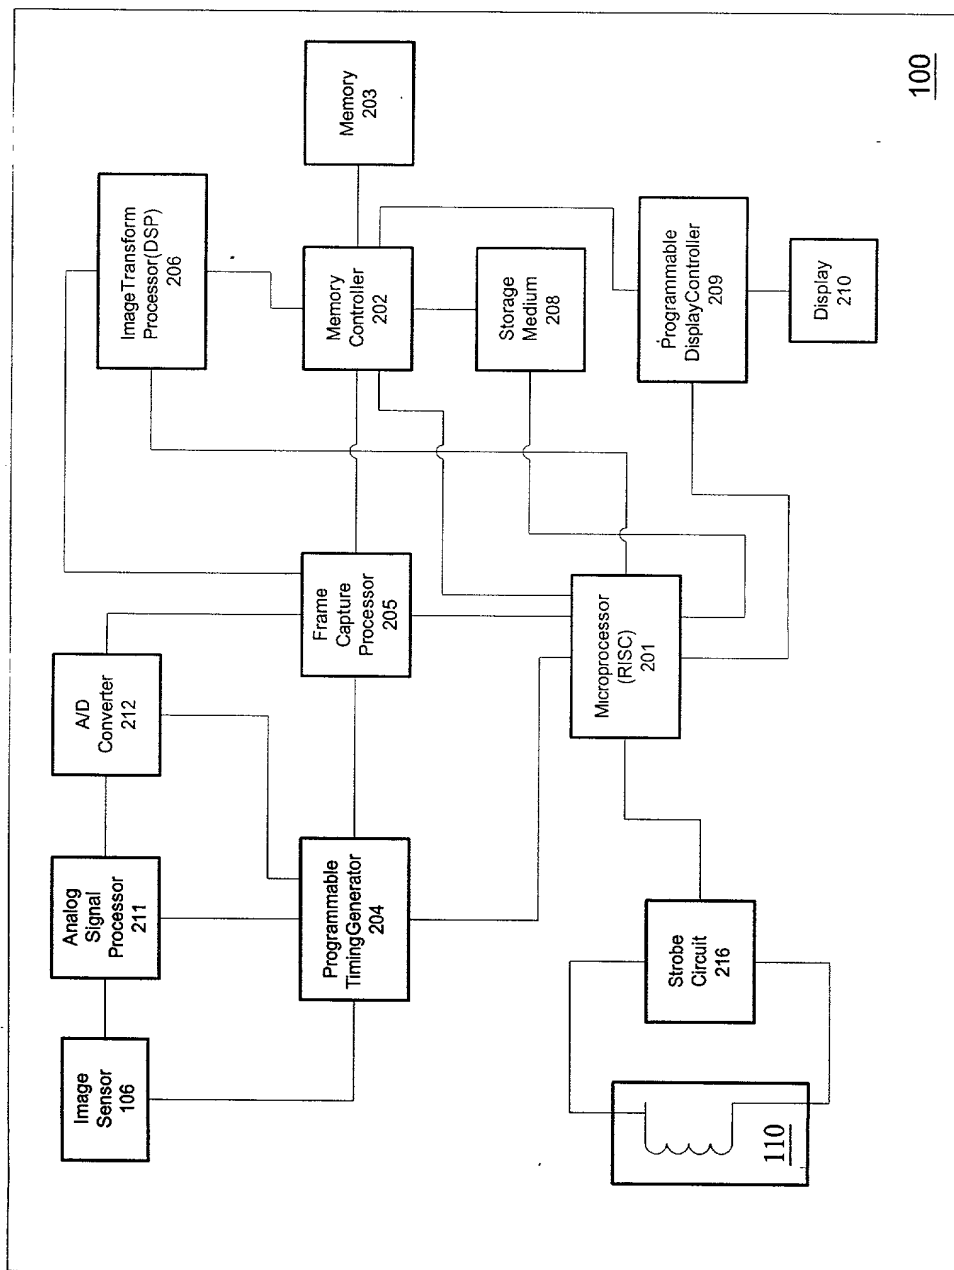 Image
Sensor
106
Analog
Signal
Processor
211
A/D
Converter
212
ImageTransform
Processor(DSP)
206
Programmable
TimingGenerator
204
Frame
Capture
Processor
205
Memory
Controller
202
Memory
203
Storage
Medium
208
Microprocessor
(RISC)
201
Programmable
DisplayController
209
Strobe
Circuit
216
Display
210
110
100